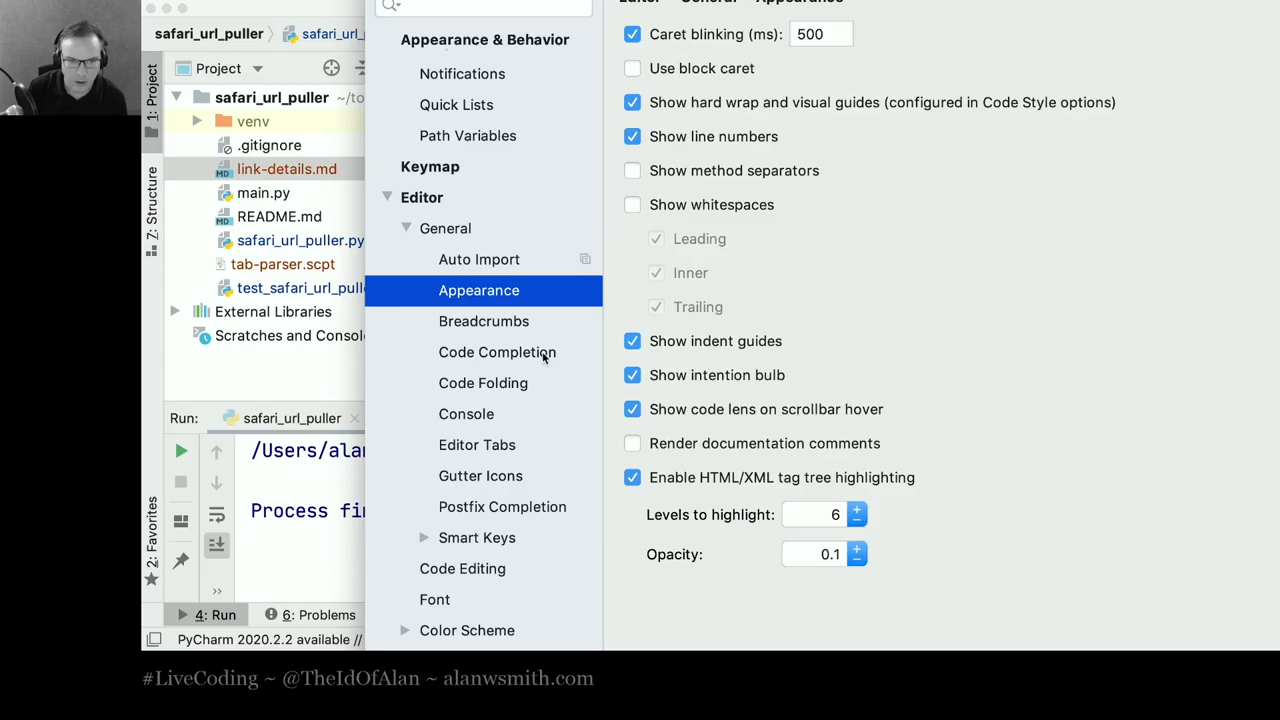 safari_url_puller
safari_url_p
Project
safari_url_puller ~/to
venv
.gitignore
link-details.md
main.py
README.md
safari_url_puller.py
tab-parser.scpt
test_safari_url_pull
External Libraries
Scratches and Consol
1: Project
Z: Structure
2: Favorites
Run: safari_url_puller
/Users/alan
Process fin
4: Run
6: Problems
PyCharm 2020.2.2 available //
Appearance & Behavior
Notifications
Quick Lists
Path Variables
Keymap
Editor
General
Auto Import
Appearance
Breadcrumbs
Code Completion
Code Folding
Console
Editor Tabs
Gutter Icons
Postfix Completion
Smart Keys
Code Editing
Font
Color Scheme
Editor General Appearance
Caret blinking (ms): 500
Use block caret
Show hard wrap and visual guides (configured in Code Style options)
Show line numbers
Show method separators
Show whitespaces
Leading
Inner
Trailing
Show indent guides
Show intention bulb
Show code lens on scrollbar hover
Render documentation comments
Enable HTML/XML tag tree highlighting
Levels to highlight: 6
Opacity: 0.1
#LiveCoding ~ @TheIdOfAlan ~ alanwsmith.com